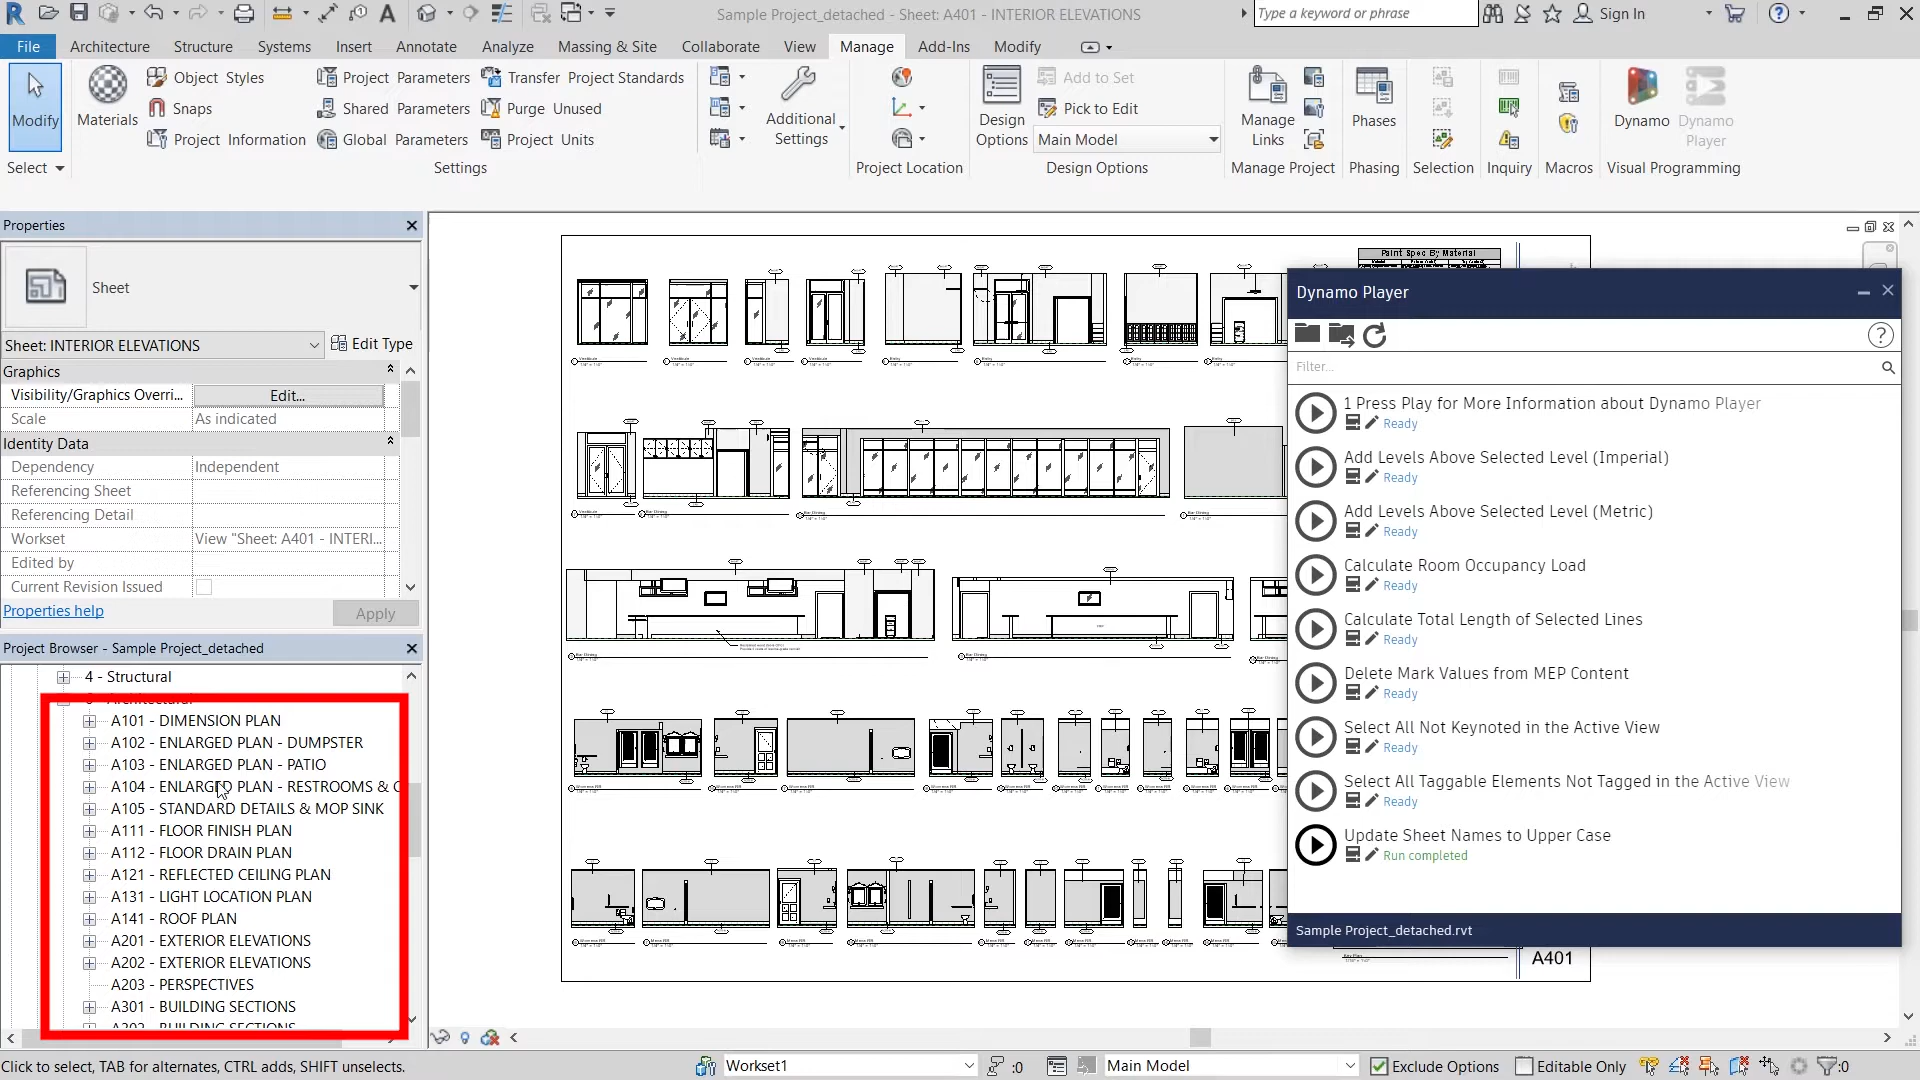 Sample Project_detached - Sheet: A401 - INTERIOR ELEVATIONS
Type a keyword or phrase
Sign In
File
Architecture
Structure
Systems
Insert
Annotate
Analyze
Massing & Site
Collaborate
View
Manage
Add-Ins
Modify
Modify
Materials
Object Styles
Snaps
Project Information
Project Parameters
Shared Parameters
Global Parameters
Transfer Project Standards
Purge Unused
Project Units
Additional Settings
Design Options
Add to Set
Pick to Edit
Main Model
Manage Links
Phases
Dynamo
Dynamo Player
Select
Settings
Project Location
Design Options
Manage Project
Phasing
Selection
Inquiry
Macros
Visual Programming
Properties
Sheet
Sheet: INTERIOR ELEVATIONS
Edit Type
Graphics
Visibility/Graphics Overri... Edit...
Scale As indicated
Identity Data
Dependency Independent
Referencing Sheet
Referencing Detail
Workset View "Sheet: A401 - INTERI...
Edited by
Current Revision Issued
Properties help
Apply
Project Browser - Sample Project_detached
4 - Structural
A101 - DIMENSION PLAN
A102 - ENLARGED PLAN - DUMPSTER
A103 - ENLARGED PLAN - PATIO
A104 - ENLARGED PLAN - RESTROOMS & C
A105 - STANDARD DETAILS & MOP SINK
A111 - FLOOR FINISH PLAN
A112 - FLOOR DRAIN PLAN
A121 - REFLECTED CEILING PLAN
A131 - LIGHT LOCATION PLAN
A141 - ROOF PLAN
A201 - EXTERIOR ELEVATIONS
A202 - EXTERIOR ELEVATIONS
A203 - PERSPECTIVES
A301 - BUILDING SECTIONS
Paint Spec By Material
A401
Dynamo Player
?
Filter...
1 Press Play for More Information about Dynamo Player
Ready
Add Levels Above Selected Level (Imperial)
Ready
Add Levels Above Selected Level (Metric)
Ready
Calculate Room Occupancy Load
Ready
Calculate Total Length of Selected Lines
Ready
Delete Mark Values from MEP Content
Ready
Select All Not Keynoted in the Active View
Ready
Select All Taggable Elements Not Tagged in the Active View
Ready
Update Sheet Names to Upper Case
Run completed
Sample Project_detached.rvt
Click to select, TAB for alternates, CTRL adds, SHIFT unselects.
Workset1
:0
Main Model
Exclude Options
Editable Only
:0